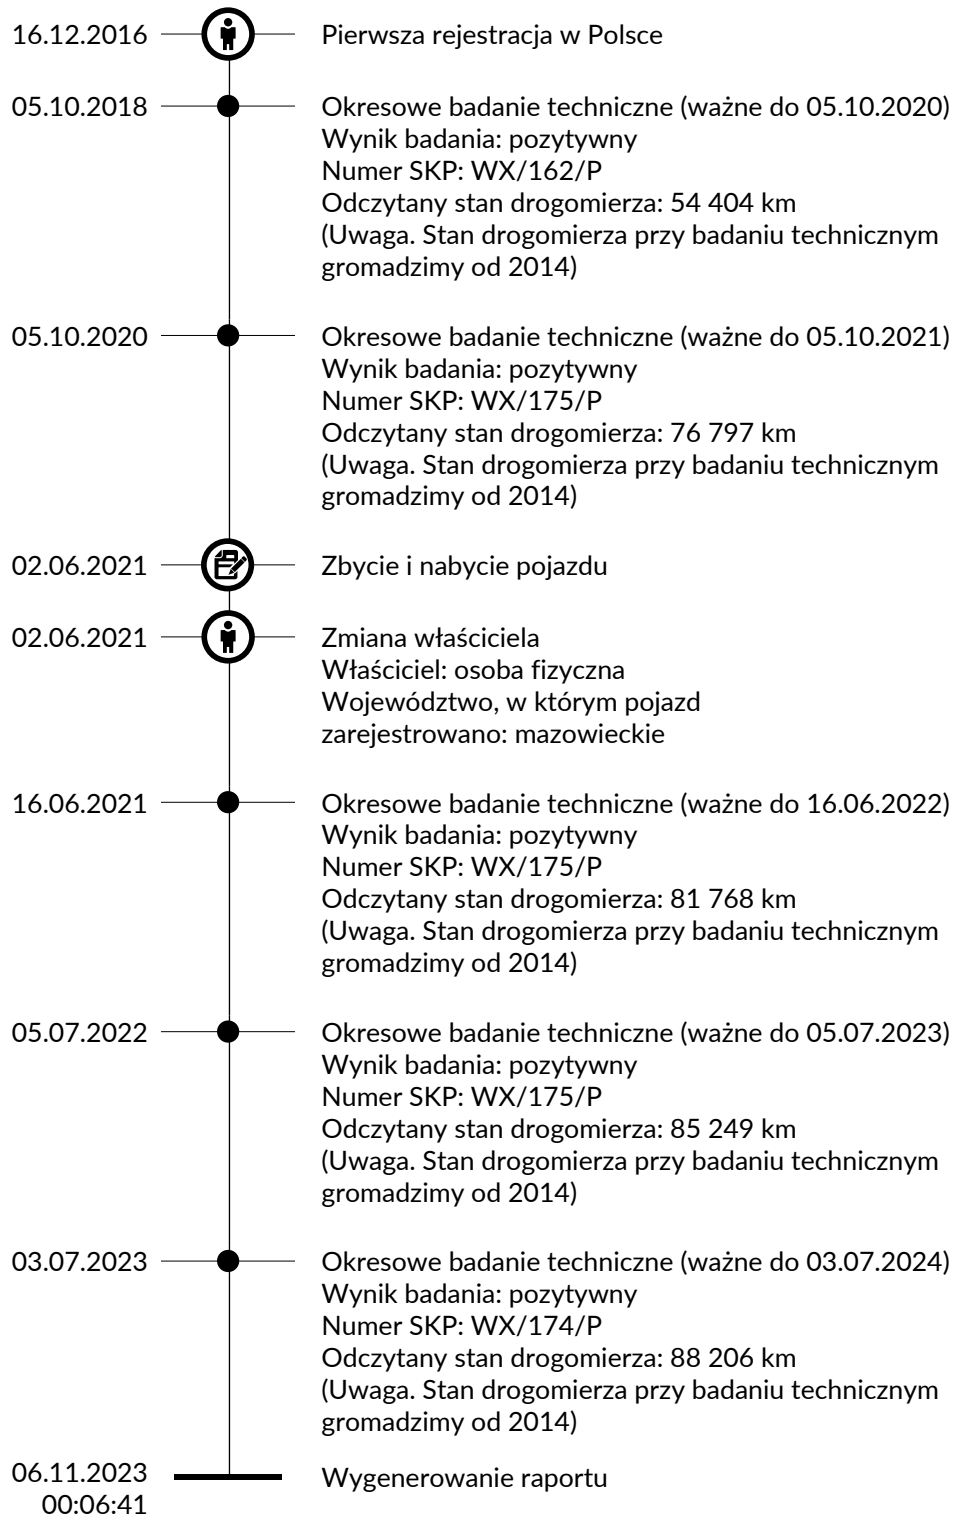 16.12.2016 Pierwsza rejestracja w Polsce
05.10.2018 Okresowe badanie techniczne (ważne do 05.10.2020)
Wynik badania: pozytywny
Numer SKP: WX/162/P
Odczytany stan drogomierza: 54 404 km
(Uwaga. Stan drogomierza przy badaniu technicznym
gromadzimy od 2014)
05.10.2020 Okresowe badanie techniczne (ważne do 05.10.2021)
Wynik badania: pozytywny
Numer SKP: WX/175/P
Odczytany stan drogomierza: 76 797 km
(Uwaga. Stan drogomierza przy badaniu technicznym
gromadzimy od 2014)
02.06.2021 Zbycie i nabycie pojazdu
02.06.2021 Zmiana właściciela
Właściciel: osoba fizyczna
Województwo, w którym pojazd
zarejestrowano: mazowieckie
16.06.2021 Okresowe badanie techniczne (ważne do 16.06.2022)
Wynik badania: pozytywny
Numer SKP: WX/175/P
Odczytany stan drogomierza: 81 768 km
(Uwaga. Stan drogomierza przy badaniu technicznym
gromadzimy od 2014)
05.07.2022 Okresowe badanie techniczne (ważne do 05.07.2023)
Wynik badania: pozytywny
Numer SKP: WX/175/P
Odczytany stan drogomierza: 85 249 km
(Uwaga. Stan drogomierza przy badaniu technicznym
gromadzimy od 2014)
03.07.2023 Okresowe badanie techniczne (ważne do 03.07.2024)
Wynik badania: pozytywny
Numer SKP: WX/174/P
Odczytany stan drogomierza: 88 206 km
(Uwaga. Stan drogomierza przy badaniu technicznym
gromadzimy od 2014)
06.11.2023 Wygenerowanie raportu
00:06:41